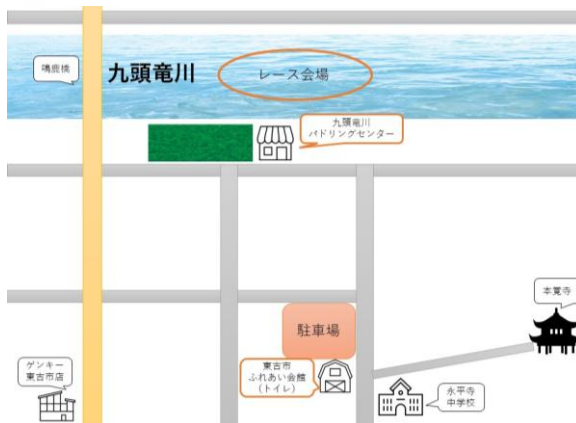 鳴鹿橋
九頭竜川
レース会場
九頭竜川
パドリングセンター
本覚寺
駐車場
ゲンキー
東古市店
東古市
ふれあい会館
(トイレ)
永平寺
中学校